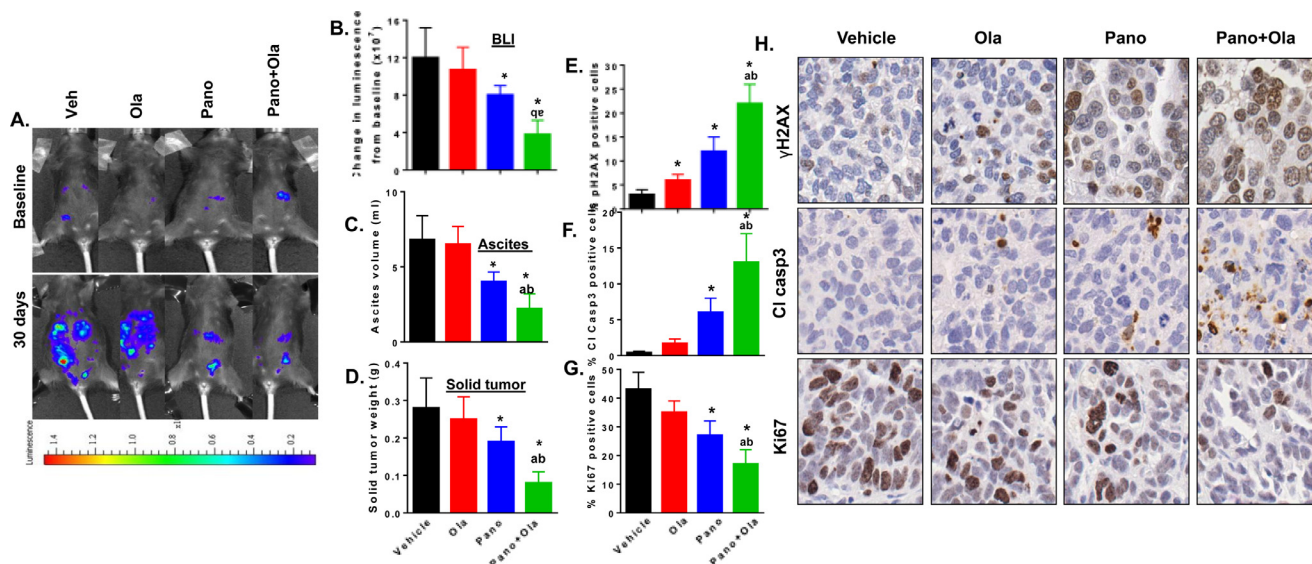 A.
Veh
Ola
Pano
Pano+Ola
Baseline
30 days
Luminescence
1.4
1.2
1.0
0.8
0.6
0.4
0.2
B.
BLI
Change in luminescence
from baseline (x10⁷)
16
12
8
4
0
*
*
ab
C.
Ascites
Ascites volume (ml)
10
5
0
*
*
ab
D.
Solid tumor
Solid tumor weight (g)
0.4
0.3
0.2
0.1
0.0
*
*
ab
Vehicle
Ola
Pano
Pano+Ola
E.
% pH2AX positive cells
30
25
20
15
10
5
0
*
*
*
ab
F.
% Cl Casp3 positive cells
20
15
10
5
0
*
*
ab
G.
% Ki67 positive cells
50
40
30
20
10
0
*
*
ab
Vehicle
Ola
Pano
Pano+Ola
H.
Vehicle
Ola
Pano
Pano+Ola
γH2AX
Cl casp3
Ki67